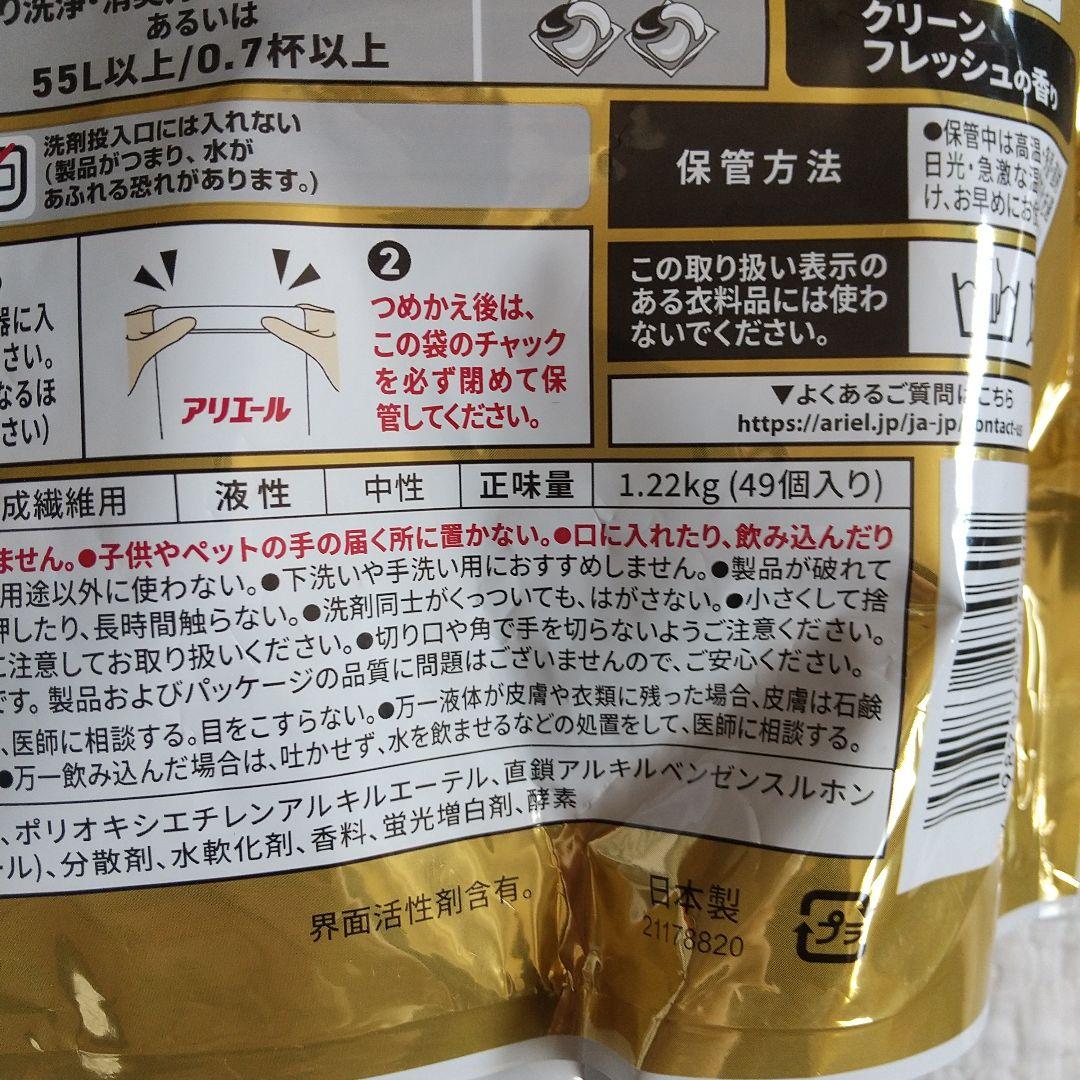 り洗浄・消臭
あるいは
55L以上/0.7杯以上
クリーン
フレッシュの香り
洗剤投入口には入れない
(製品がつまり、水が
あふれる恐れがあります。)
保管方法
●保管中は高温・
日光・急激な温
け、お早めにお
器に入
さい。
なるほ
さい)
2
つめかえ後は、
この袋のチャック
を必ず閉めて保
管してください。
アリエール
この取り扱い表示の
ある衣料品には使わ
ないでください。
▼よくあるご質問はこちら
https://ariel.jp/ja-jp/contact-us
成繊維用 液性 中性 正味量 1.22kg (49個入り)
ません。●子供やペットの手の届く所に置かない。●口に入れたり、飲み込んだり
用途以外に使わない。●下洗いや手洗い用におすすめしません。●製品が破れて
押したり、長時間触らない。●洗剤同士がくっついても、はがさない。●小さくして捨
に注意してお取り扱いください。●切り口や角で手を切らないようご注意ください。
です。製品およびパッケージの品質に問題はございませんので、ご安心ください。
、医師に相談する。目をこすらない。●万一液体が皮膚や衣類に残った場合、皮膚は石鹸
●万一飲み込んだ場合は、吐かせず、水を飲ませるなどの処置をして、医師に相談する。
、ポリオキシエチレンアルキルエーテル、直鎖アルキルベンゼンスルホン
ール)、分散剤、水軟化剤、香料、蛍光増白剤、酵素
界面活性剤含有。
日本製
21178820
プラ